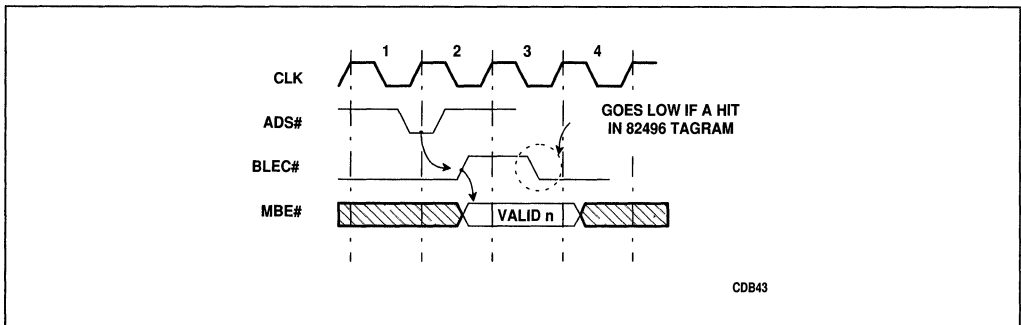 1 2 3 4
CLK
ADS#
GOES LOW IF A HIT
IN 82496 TAGRAM
BLEC#
MBE#
VALID n
CDB43